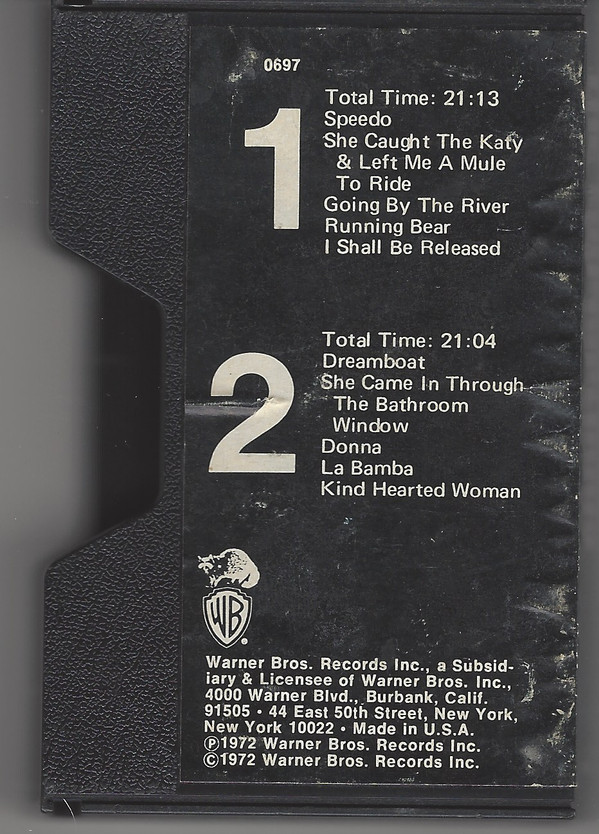 0697
1
Total Time: 21:13
Speedo
She Caught The Katy
& Left Me A Mule
To Ride
Going By The River
Running Bear
I Shall Be Released
2
Total Time: 21:04
Dreamboat
She Came In Through
The Bathroom
Window
Donna
La Bamba
Kind Hearted Woman
WB
Warner Bros. Records Inc., a Subsid-
iary & Licensee of Warner Bros. Inc.,
4000 Warner Blvd., Burbank, Calif.
91505 • 44 East 50th Street, New York,
New York 10022 • Made in U.S.A.
℗1972 Warner Bros. Records Inc.
©1972 Warner Bros. Records Inc.